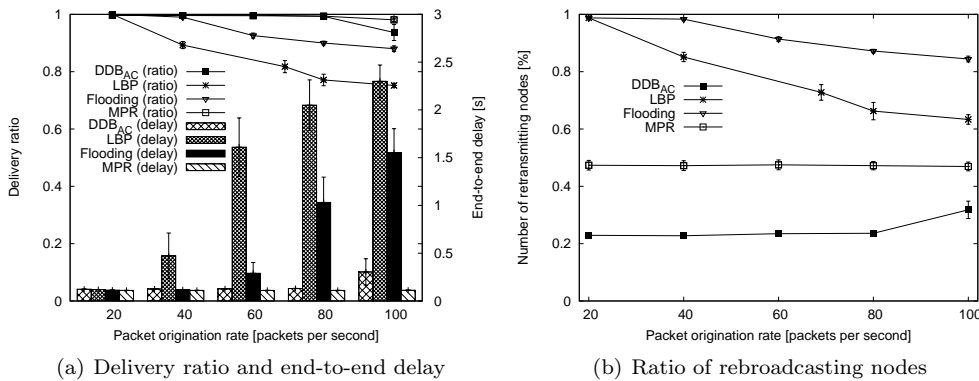 1
0.8
0.6
0.4
0.2
0
3
2.5
2
1.5
1
0.5
0
20 40 60 80 100
Delivery ratio
End-to-end delay [s]
Packet origination rate [packets per second]
DDB_AC (ratio)
LBP (ratio)
Flooding (ratio)
MPR (ratio)
DDB_AC (delay)
LBP (delay)
Flooding (delay)
MPR (delay)
(a) Delivery ratio and end-to-end delay
1
0.8
0.6
0.4
0.2
0
20 40 60 80 100
Number of retransmitting nodes [%]
Packet origination rate [packets per second]
DDB_AC
LBP
Flooding
MPR
(b) Ratio of rebroadcasting nodes